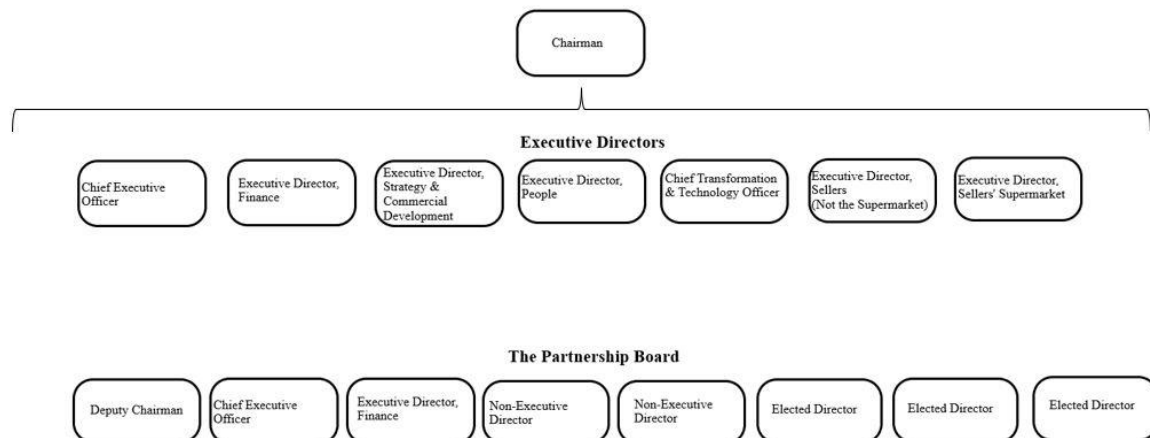 Chairman
Executive Directors
Chief Executive
Officer
Executive Director,
Finance
Executive Director,
Strategy &
Commercial
Development
Executive Director,
People
Chief Transformation
& Technology Officer
Executive Director,
Sellers
(Not the Supermarket)
Executive Director,
Sellers' Supermarket
The Partnership Board
Deputy Chairman
Chief Executive
Officer
Executive Director,
Finance
Non-Executive
Director
Non-Executive
Director
Elected Director
Elected Director
Elected Director